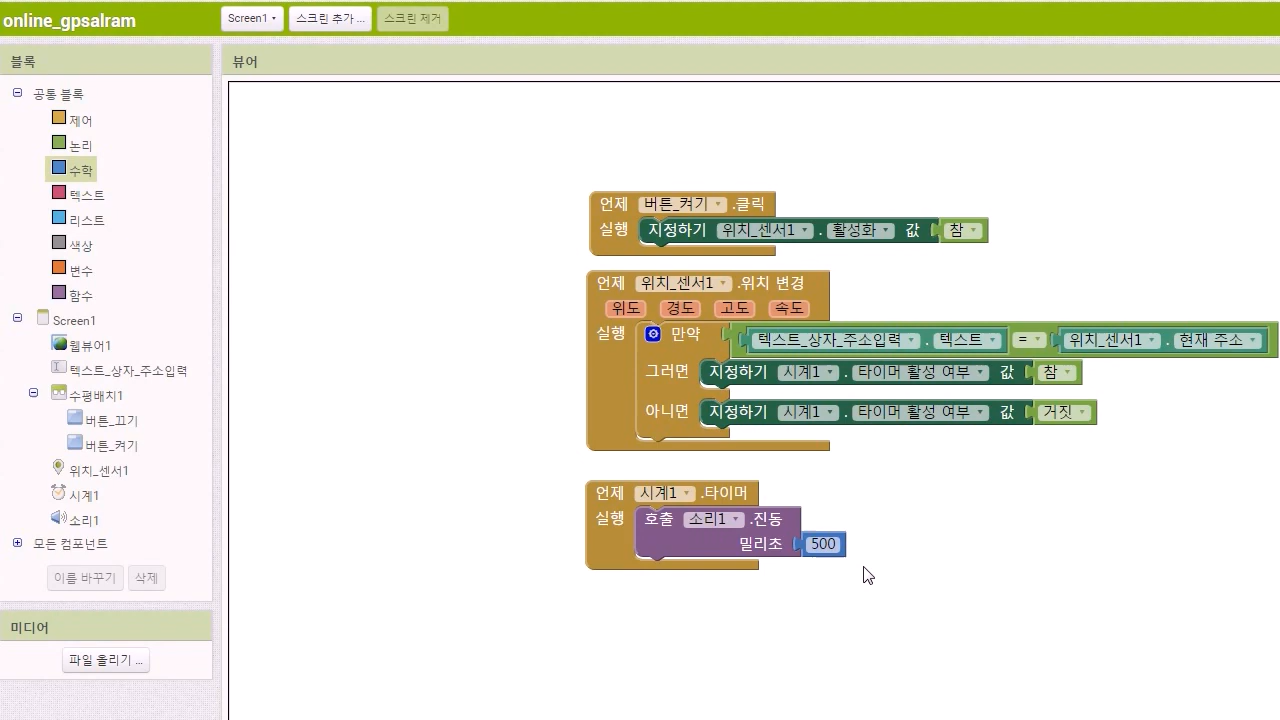 online_gpsalram
Screen1
스크린 추가 ...
스크린 제거
블록
뷰어
공통 블록
제어
논리
수학
텍스트
리스트
색상
변수
함수
Screen1
웹뷰어1
텍스트_상자_주소입력
수평배치1
버튼_끄기
버튼_켜기
위치_센서1
시계1
소리1
모든 컴포넌트
이름 바꾸기
삭제
미디어
파일 올리기 ...
언제 버튼_켜기 .클릭
실행 지정하기 위치_센서1 . 활성화 값 참
언제 위치_센서1 .위치 변경
위도 경도 고도 속도
실행 만약 텍스트_상자_주소입력 . 텍스트 = 위치_센서1 . 현재 주소
그러면 지정하기 시계1 . 타이머 활성 여부 값 참
아니면 지정하기 시계1 . 타이머 활성 여부 값 거짓
언제 시계1 .타이머
실행 호출 소리1 .진동
밀리초 500